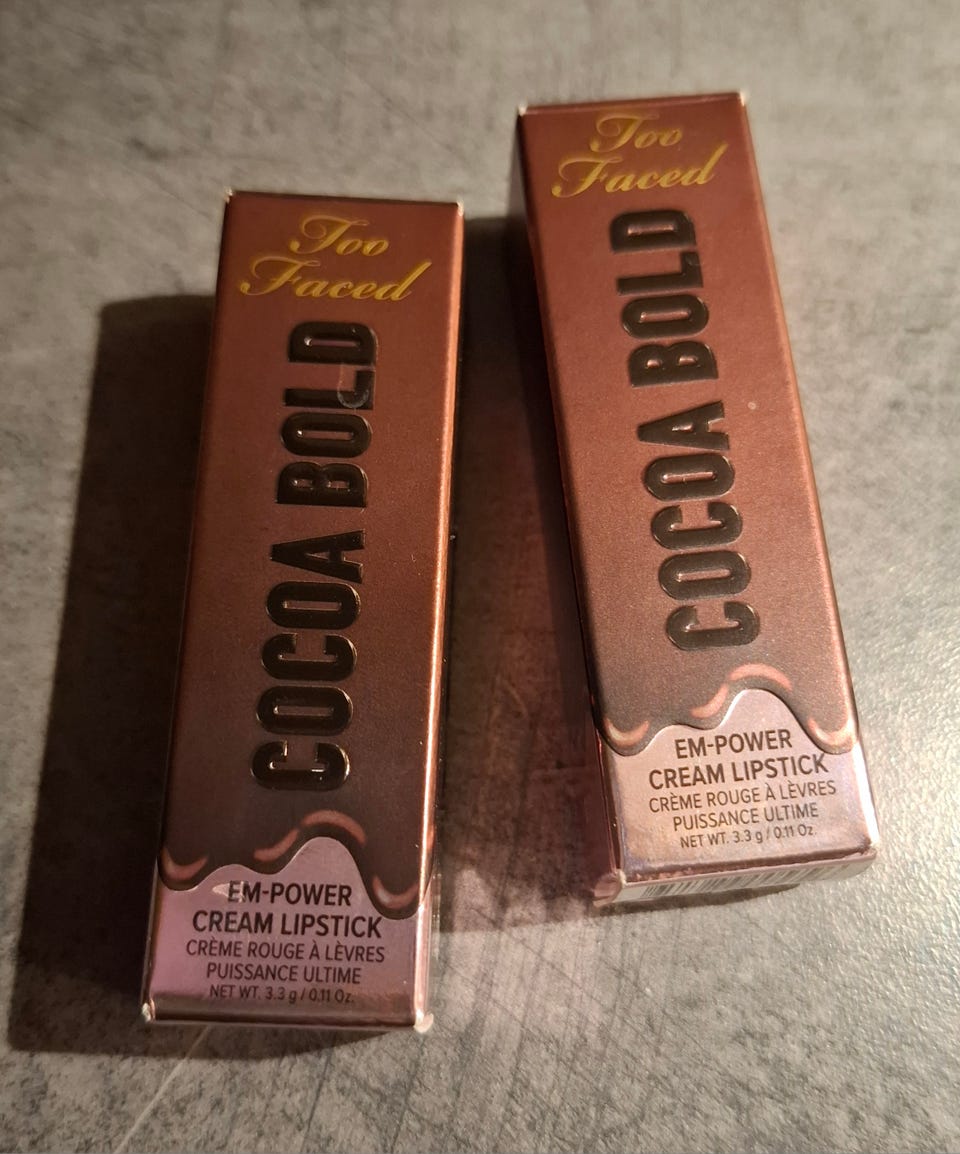 Too
Faced
COCOA BOLD
EM-POWER
CREAM LIPSTICK
CRÈME ROUGE À LÈVRES
PUISSANCE ULTIME
NET WT. 3.3 g / 0.11 Oz.
Too
Faced
COCOA BOLD
EM-POWER
CREAM LIPSTICK
CRÈME ROUGE À LÈVRES
PUISSANCE ULTIME
NET WT. 3.3 g / 0.11 Oz.